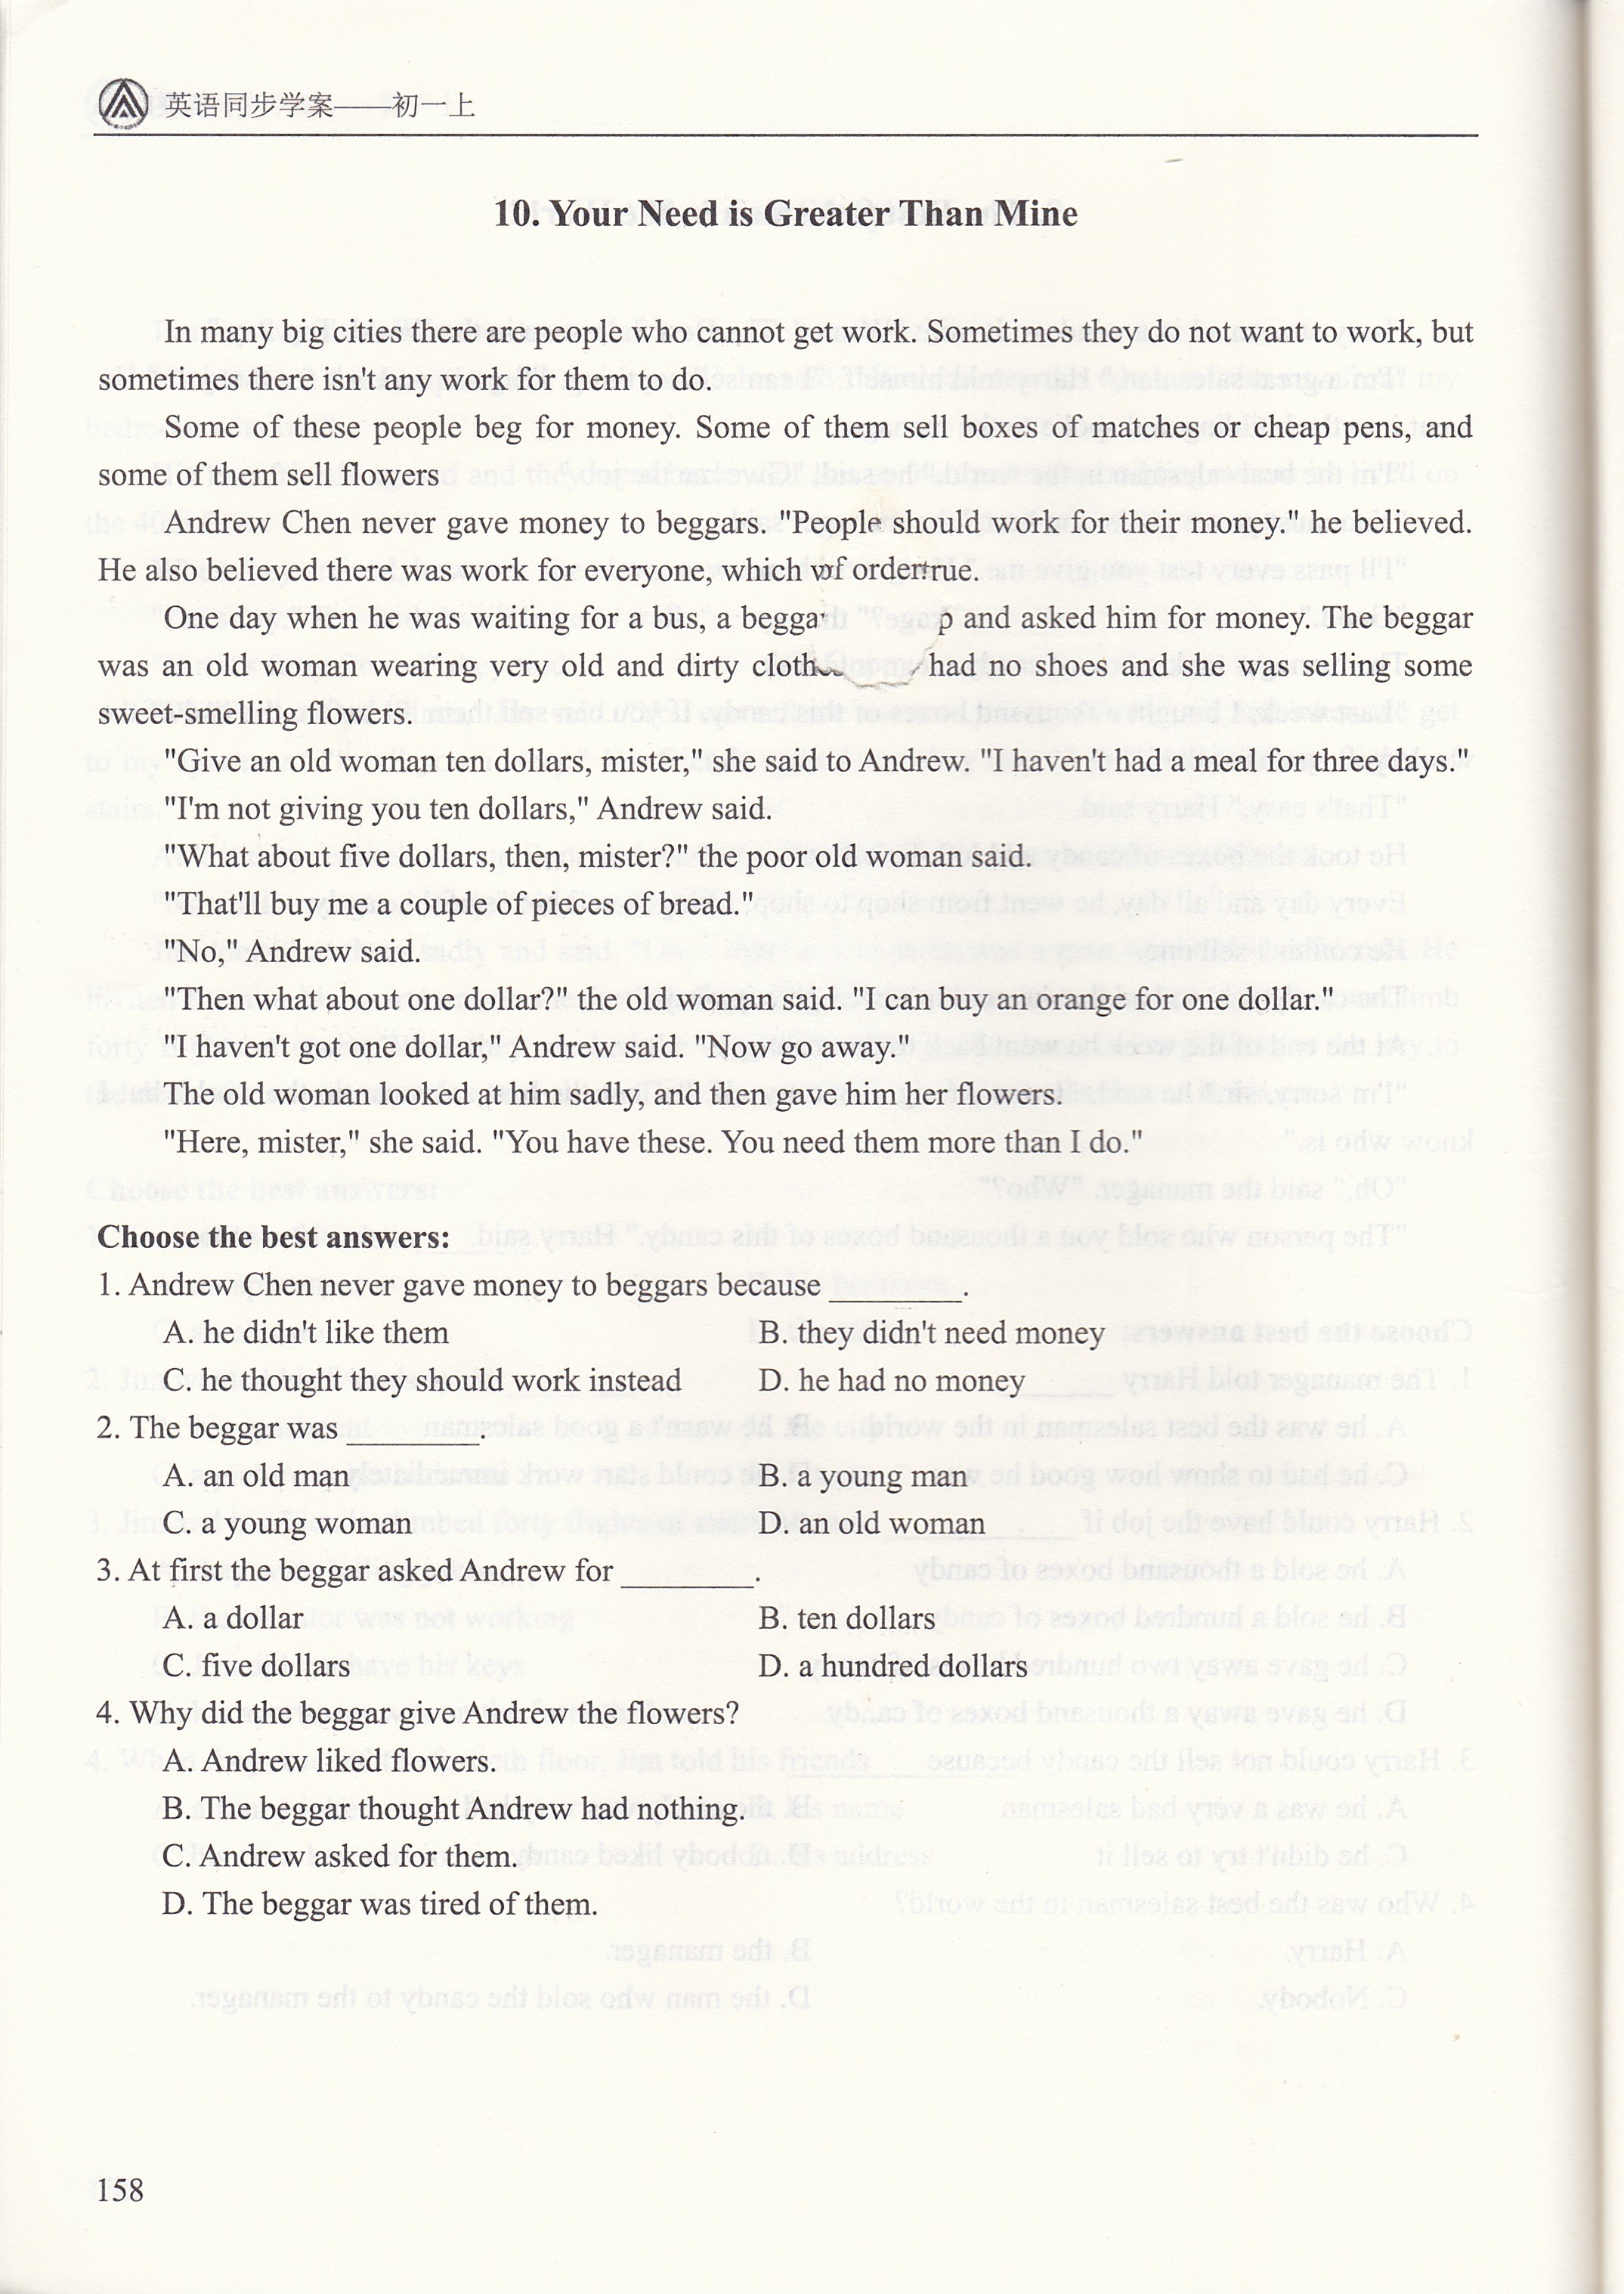 英语同步学案——初一上
10. Your Need is Greater Than Mine
In many big cities there are people who cannot get work. Sometimes they do not want to work, but
sometimes there isn't any work for them to do.
Some of these people beg for money. Some of them sell boxes of matches or cheap pens, and
some of them sell flowers
Andrew Chen never gave money to beggars. "People should work for their money." he believed.
He also believed there was work for everyone, which of order true.
One day when he was waiting for a bus, a beggar and asked him for money. The beggar
was an old woman wearing very old and dirty had no shoes and she was selling some
sweet-smelling flowers.
"Give an old woman ten dollars, mister," she said to Andrew. "I haven't had a meal for three days."
"I'm not giving you ten dollars," Andrew said.
"What about five dollars, then, mister?" the poor old woman said.
"That'll buy me a couple of pieces of bread."
"No," Andrew said.
"Then what about one dollar?" the old woman said. "I can buy an orange for one dollar."
"I haven't got one dollar," Andrew said. "Now go away."
The old woman looked at him sadly, and then gave him her flowers.
"Here, mister," she said. "You have these. You need them more than I do."
Choose the best answers:
1. Andrew Chen never gave money to beggars because ________.
A. he didn't like them B. they didn't need money
C. he thought they should work instead D. he had no money
2. The beggar was ________.
A. an old man B. a young man
C. a young woman D. an old woman
3. At first the beggar asked Andrew for ________.
A. a dollar B. ten dollars
C. five dollars D. a hundred dollars
4. Why did the beggar give Andrew the flowers?
A. Andrew liked flowers.
B. The beggar thought Andrew had nothing.
C. Andrew asked for them.
D. The beggar was tired of them.
158